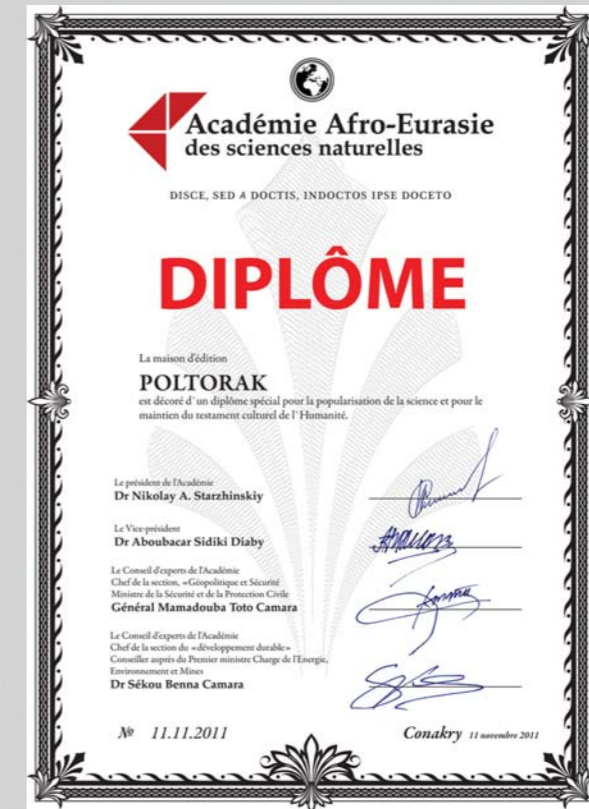 Académie Afro-Eurasie
des sciences naturelles
DISCE, SED A DOCTIS, INDOCTOS IPSE DOCETO
DIPLÔME
La maison d'édition
POLTORAK
est décoré d' un diplôme spécial pour la popularisation de la science et pour le
maintien du testament culturel de l' Humanité.
Le président de l'Académie
Dr Nikolay A. Starzhinskiy
Le Vice-président
Dr Aboubacar Sidiki Diaby
Le Conseil d'experts de l'Académie
Chef de la section, «Géopolitique et Sécurité
Ministre de la Sécurité et de la Protection Civile
Général Mamadouba Toto Camara
Le Conseil d'experts de l'Académie
Chef de la section du «développement durable»
Conseiller auprés du Premier ministre Charge de l'Energie,
Environnement et Mines
Dr Sékou Benna Camara
№ 11.11.2011
Conakry 11 novembre 2011